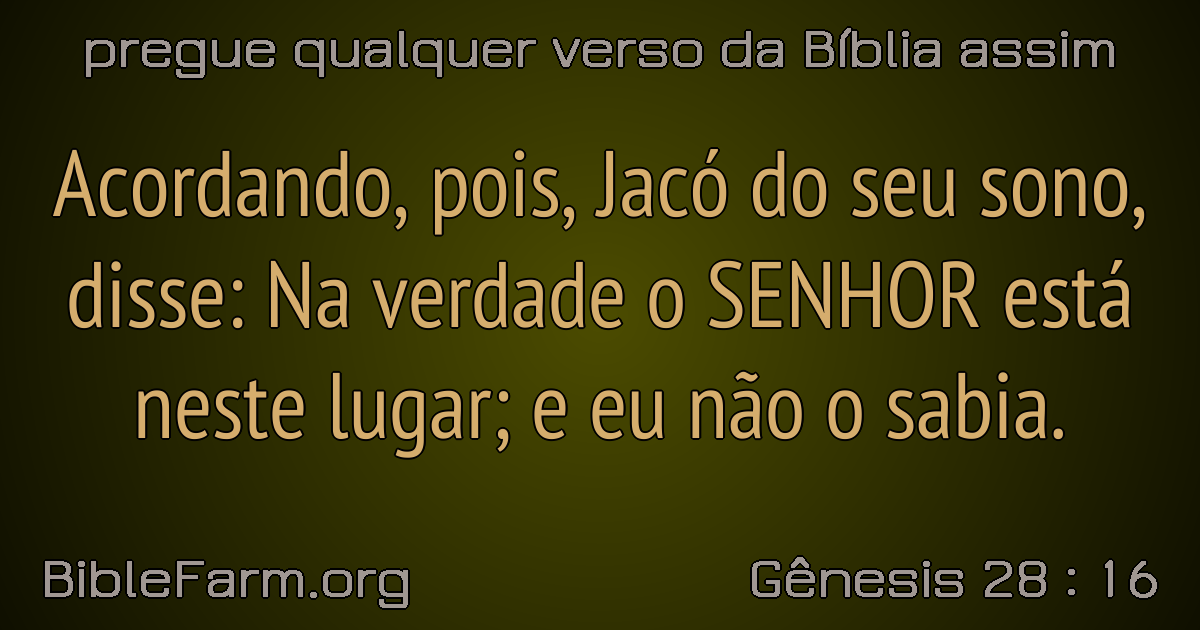 pregue qualquer verso da Bíblia assim
Acordando, pois, Jacó do seu sono,
disse: Na verdade o SENHOR está
neste lugar; e eu não o sabia.
BibleFarm.org
Gênesis 28 : 16